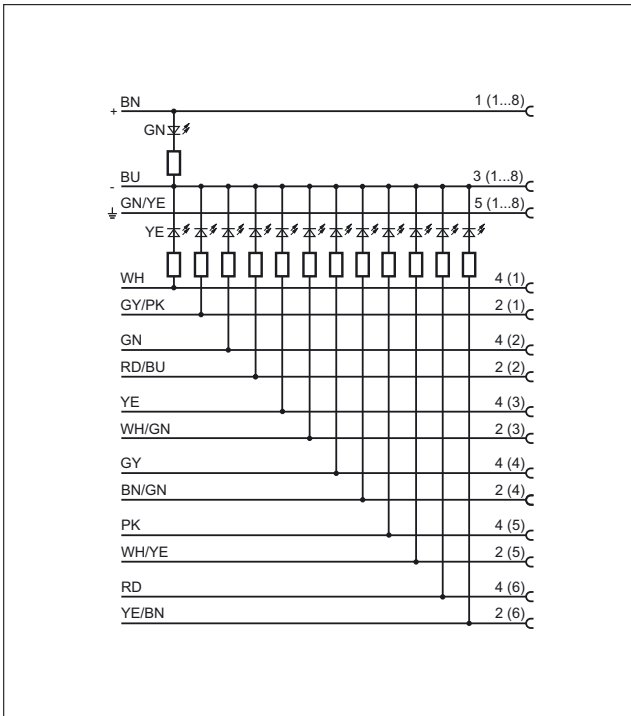 BN 1 (1...8)
+
GN
BU 3 (1...8)
-
GN/YE 5 (1...8)
YE
WH 4 (1)
GY/PK 2 (1)
GN 4 (2)
RD/BU 2 (2)
YE 4 (3)
WH/GN 2 (3)
GY 4 (4)
BN/GN 2 (4)
PK 4 (5)
WH/YE 2 (5)
RD 4 (6)
YE/BN 2 (6)